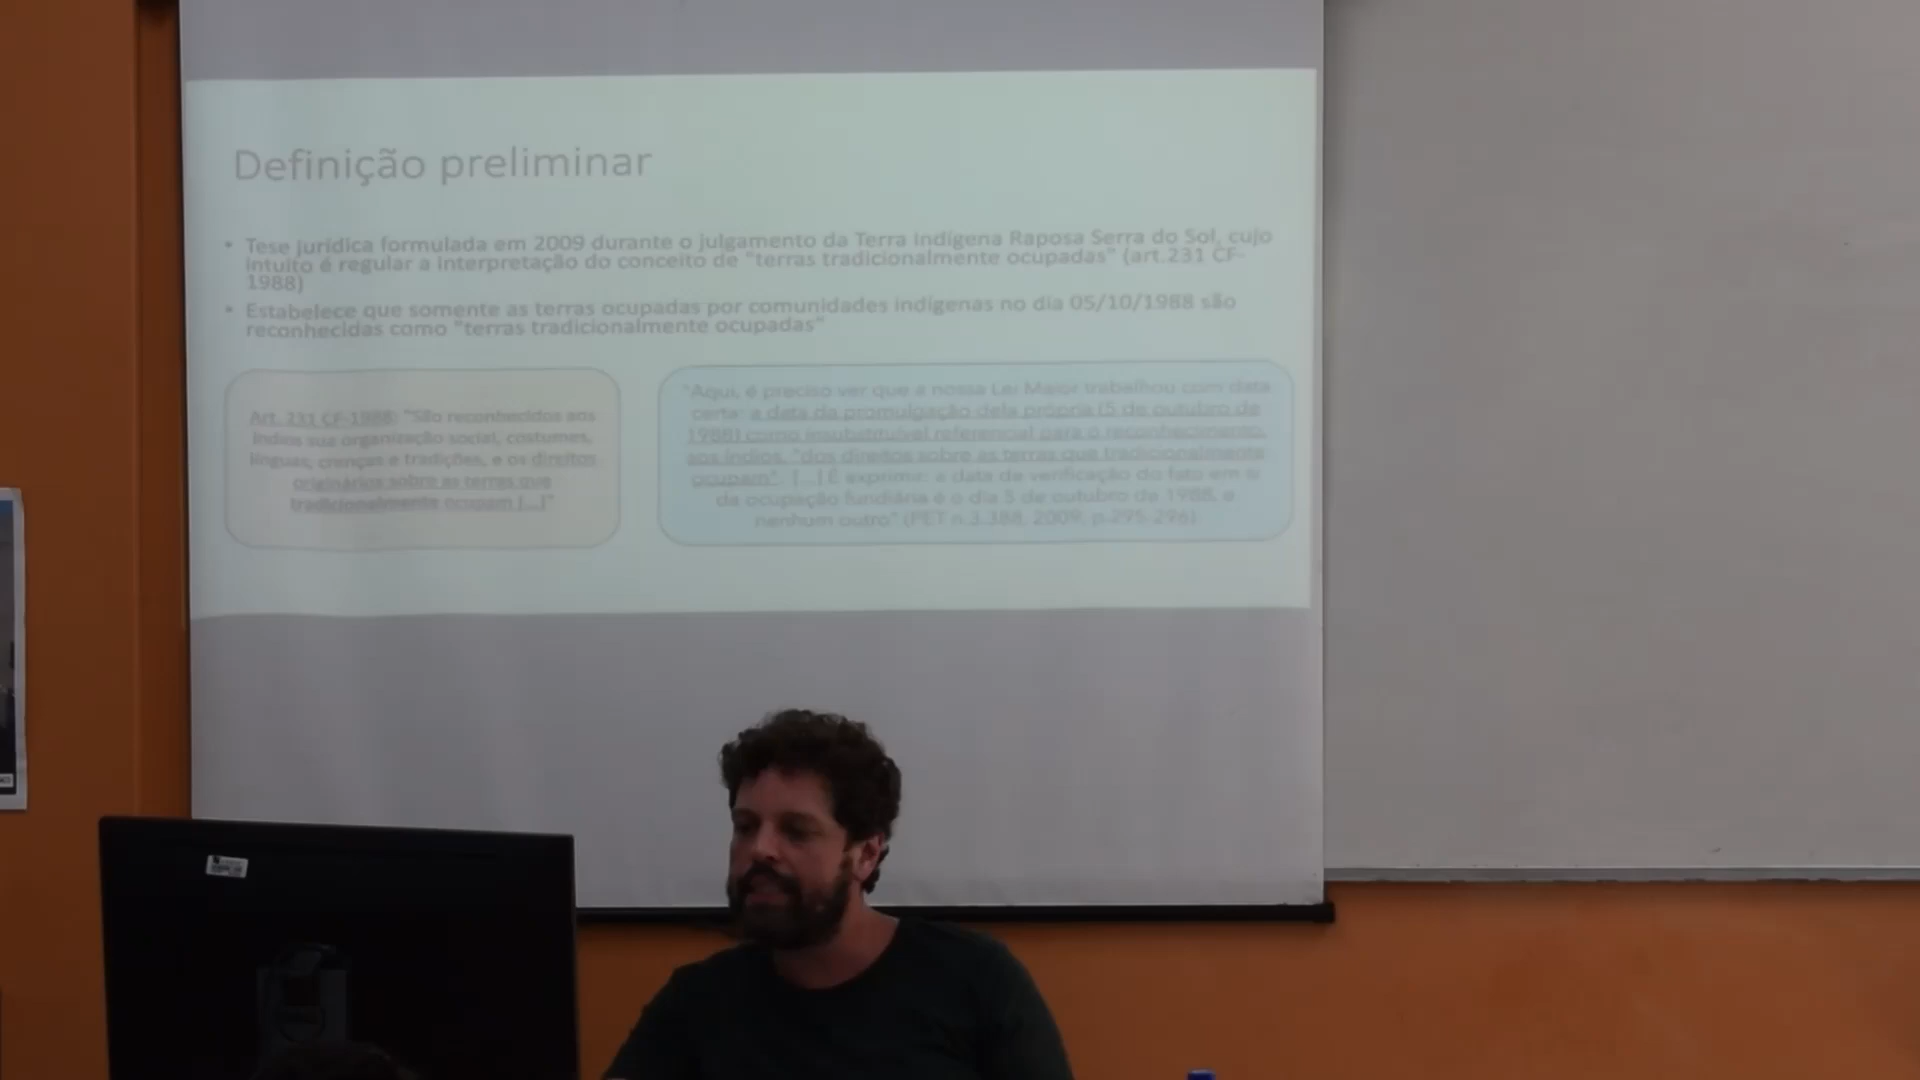 Definição preliminar
• Tese jurídica formulada em 2009 durante o julgamento da Terra Indígena Raposa Serra do Sol, cujo
intuito é regular a interpretação do conceito de "terras tradicionalmente ocupadas" (art.231 CF-
1988)
• Estabelece que somente as terras ocupadas por comunidades indígenas no dia 05/10/1988 são
reconhecidas como "terras tradicionalmente ocupadas"
Art. 231 CF-1988: "São reconhecidos aos
índios sua organização social, costumes,
línguas, crenças e tradições, e os direitos
originários sobre as terras que
tradicionalmente ocupam [...]"
"Aqui, é preciso ver que a nossa Lei Maior trabalhou com data
certa: a data da promulgação dela própria (5 de outubro de
1988) como insubstituível referencial para o reconhecimento,
aos índios, "dos direitos sobre as terras que tradicionalmente
ocupam". [...] É exprimir: a data de verificação do fato em si
da ocupação fundiária é o dia 5 de outubro de 1988, e
nenhum outro" (PET n.3.388, 2009, p.295-296)